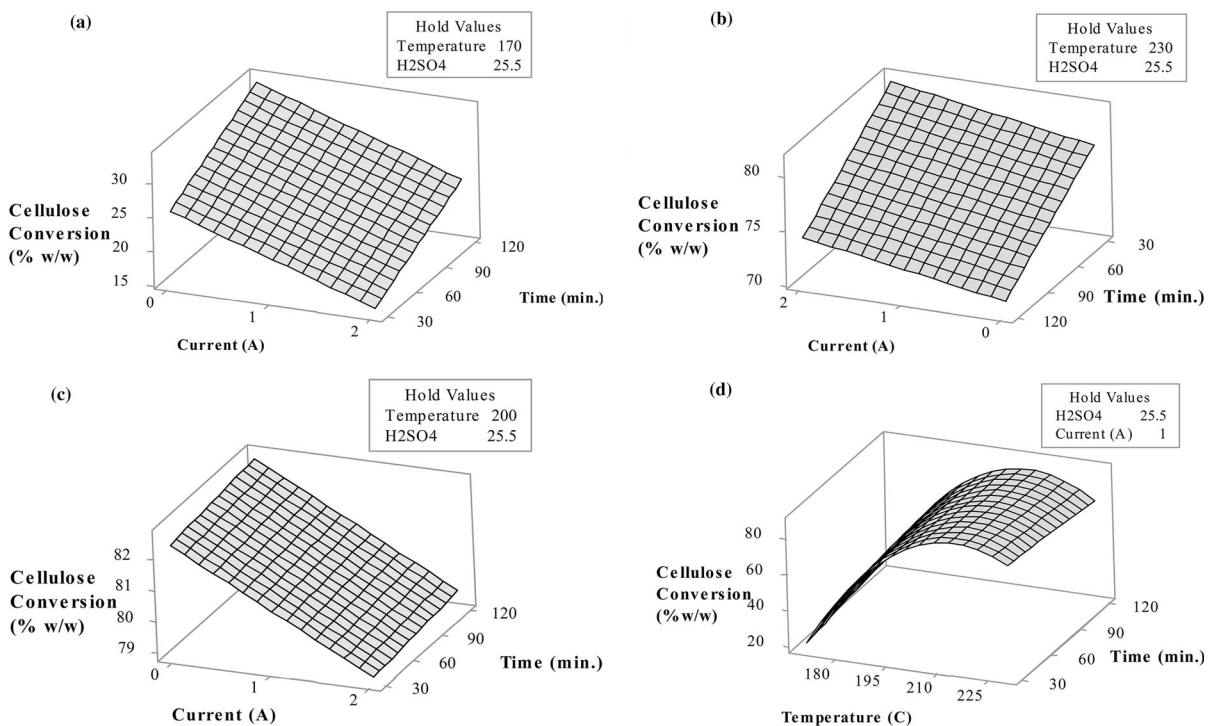 (a)
Hold Values
Temperature 170
H2SO4 25.5
30
25
20
15
Cellulose
Conversion
(% w/w)
0
1
2
Current (A)
30
60
90
120
Time (min.)
(b)
Hold Values
Temperature 230
H2SO4 25.5
80
75
70
Cellulose
Conversion
(% w/w)
2
1
0
Current (A)
120
90
60
30
Time (min.)
(c)
Hold Values
Temperature 200
H2SO4 25.5
82
81
80
79
Cellulose
Conversion
(% w/w)
0
1
2
Current (A)
30
60
90
120
Time (min.)
(d)
Hold Values
H2SO4 25.5
Current (A) 1
80
60
40
20
Cellulose
Conversion
(%w/w)
180
195
210
225
Temperature (C)
30
60
90
120
Time (min.)